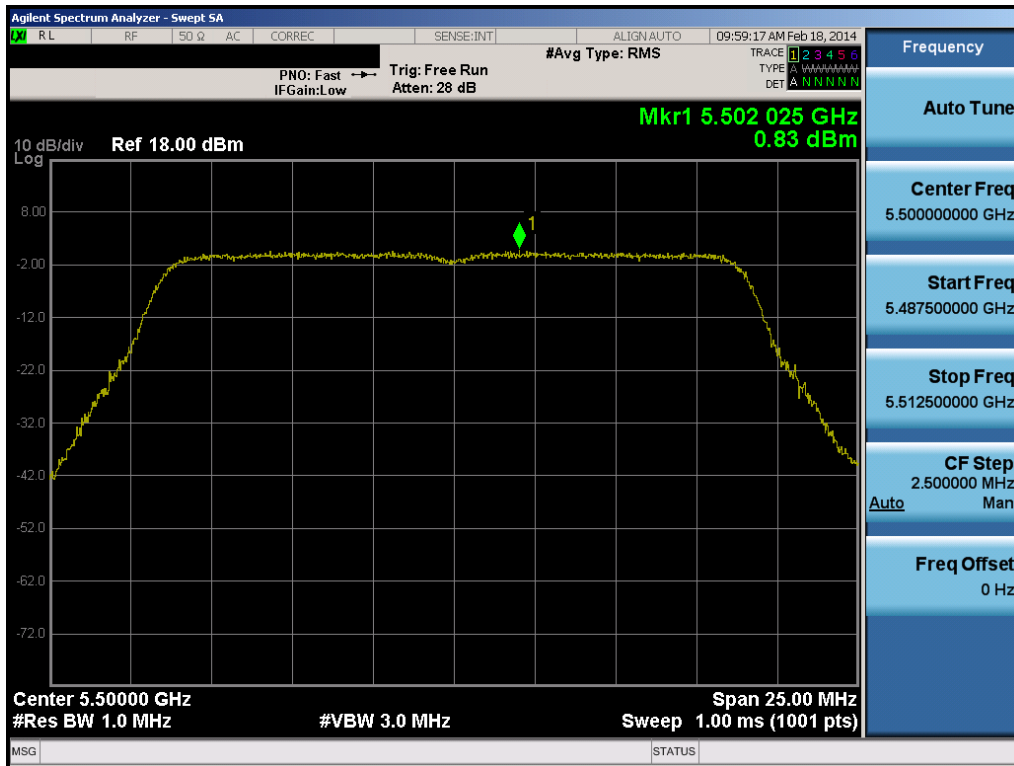 Agilent Spectrum Analyzer - Swept SA
LXI RL RF 50 Ω AC CORREC SENSE:INT ALIGN AUTO 09:59:17 AM Feb 18, 2014
Frequency
#Avg Type: RMS
TRACE 1 2 3 4 5 6
PNO: Fast Trig: Free Run
TYPE A WWWWW
IFGain:Low Atten: 28 dB
DET A N N N N N
Auto Tune
Mkr1 5.502 025 GHz
10 dB/div Ref 18.00 dBm 0.83 dBm
Log
8.00
1
-2.00
-12.0
-22.0
-32.0
-42.0
-52.0
-62.0
-72.0
Center Freq
5.500000000 GHz
Start Freq
5.487500000 GHz
Stop Freq
5.512500000 GHz
CF Step
2.500000 MHz
Auto Man
Freq Offset
0 Hz
Center 5.50000 GHz Span 25.00 MHz
#Res BW 1.0 MHz #VBW 3.0 MHz Sweep 1.00 ms (1001 pts)
MSG STATUS